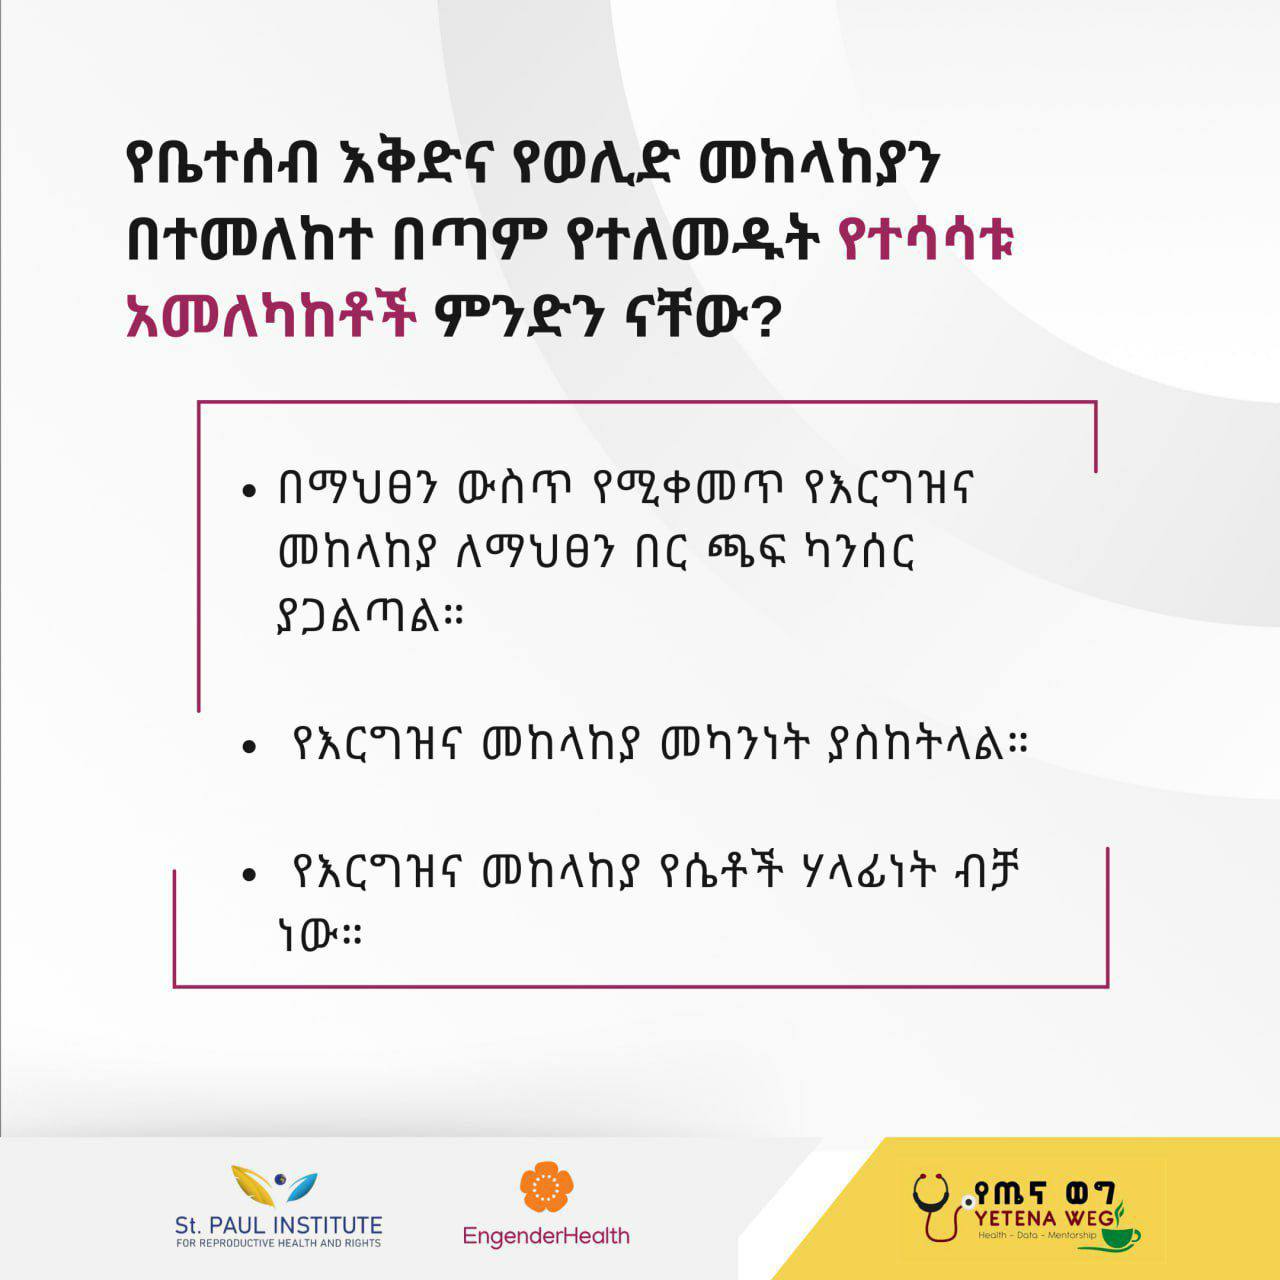 የቤተሰብ እቅድና የወሊድ መከላከያን
በተመለከተ በጣም የተለመዱት የተሳሳቱ
አመለካከቶች ምንድን ናቸው?
• በማህፀን ውስጥ የሚቀመጥ የእርግዝና
መከላከያ ለማህፀን በር ጫፍ ካንሰር
ያጋልጣል።
• የእርግዝና መከላከያ መካንነት ያስከትላል።
• የእርግዝና መከላከያ የሴቶች ሃላፊነት ብቻ
ነው።
St. PAUL INSTITUTE
FOR REPRODUCTIVE HEALTH AND RIGHTS
EngenderHealth
የጤና ወግ
YETENA WEG
Health - Data - Mentorship